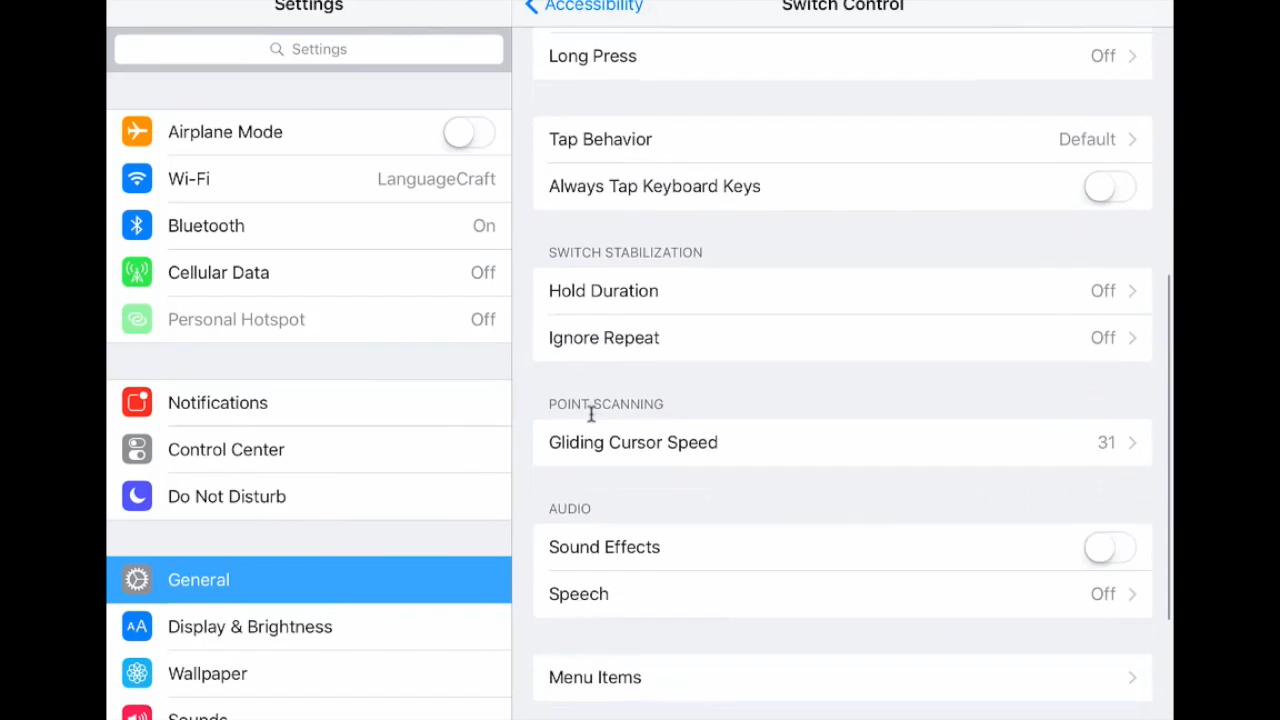 Settings
Settings
Airplane Mode
Wi-Fi LanguageCraft
Bluetooth On
Cellular Data Off
Personal Hotspot Off
Notifications
Control Center
Do Not Disturb
General
AA Display & Brightness
Wallpaper
Sounds
Accessibility Switch Control
Long Press Off
Tap Behavior Default
Always Tap Keyboard Keys
SWITCH STABILIZATION
Hold Duration Off
Ignore Repeat Off
POINT SCANNING
Gliding Cursor Speed 31
AUDIO
Sound Effects
Speech Off
Menu Items